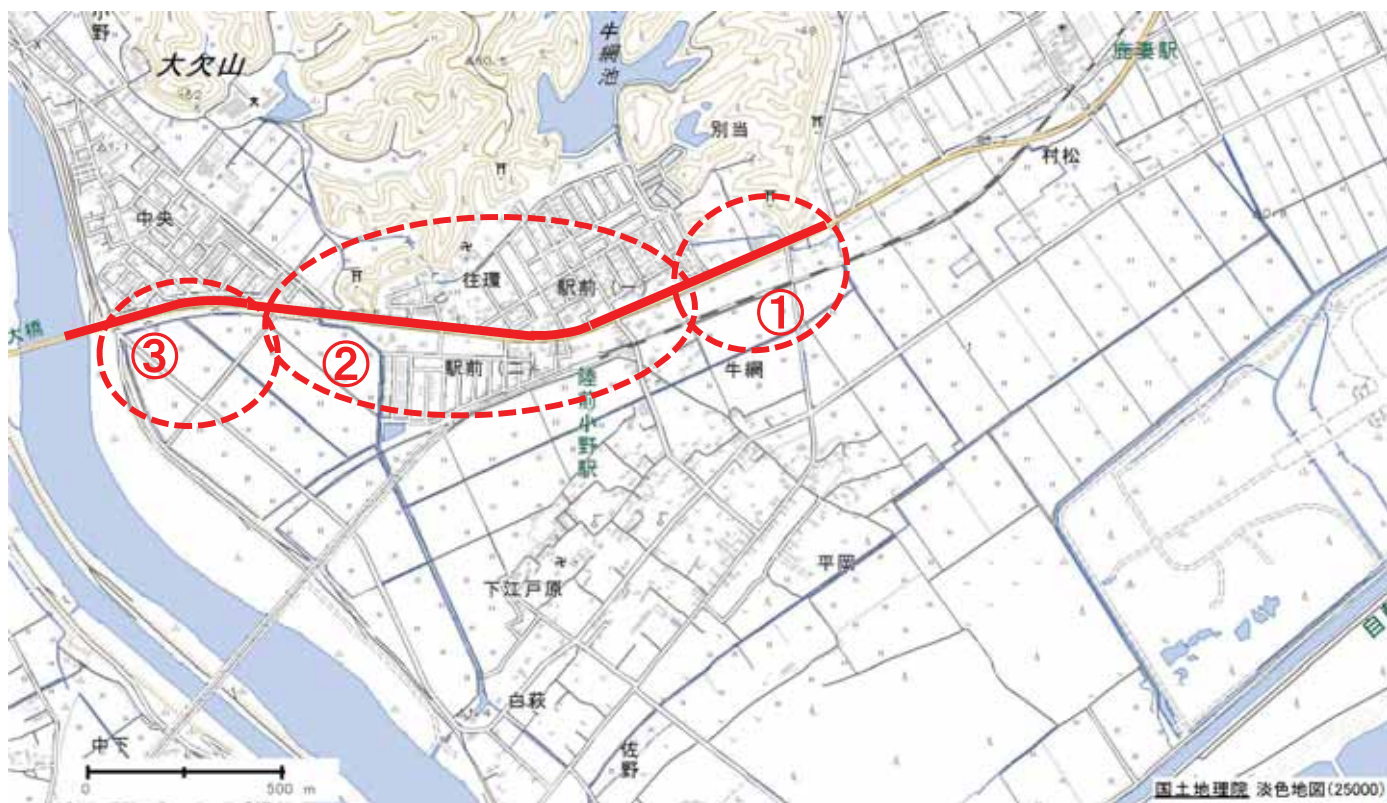 小野
大欠山
牛網池
鹿妻駅
別当
村松
中央
往環
駅前(一)
①
大橋
③
②
駅前(二)
牛網
陸前小野駅
平岡
下江戸原
白萩
佐野
中下
0 500 m
国土地理院 淡色地図(25000)